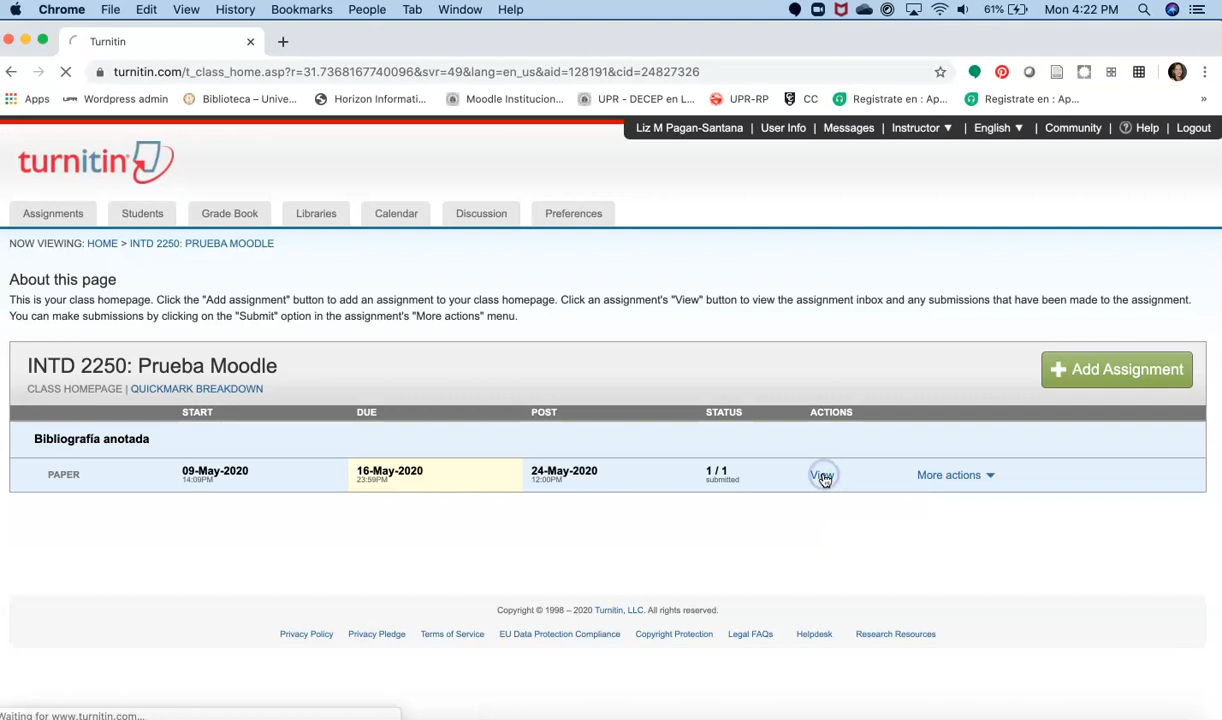 Chrome File Edit View History Bookmarks People Tab Window Help 61% Mon 4:22 PM
Turnitin
turnitin.com/t_class_home.asp?r=31.7368167740096&svr=49&lang=en_us&aid=128191&cid=24827326
Apps Wordpress admin Biblioteca – Unive... Horizon Informati... Moodle Institucion... UPR - DECEP en L... UPR-RP CC Registrate en : Ap... Registrate en : Ap... »
Liz M Pagan-Santana | User Info | Messages | Instructor ▼ | English ▼ | Community | ? Help | Logout
turnitin
Assignments Students Grade Book Libraries Calendar Discussion Preferences
NOW VIEWING: HOME > INTD 2250: PRUEBA MOODLE
About this page
This is your class homepage. Click the "Add assignment" button to add an assignment to your class homepage. Click an assignment's "View" button to view the assignment inbox and any submissions that have been made to the assignment.
You can make submissions by clicking on the "Submit" option in the assignment's "More actions" menu.
INTD 2250: Prueba Moodle
Add Assignment
CLASS HOMEPAGE | QUICKMARK BREAKDOWN
START DUE POST STATUS ACTIONS
Bibliografía anotada
PAPER 09-May-2020 16-May-2020 24-May-2020 1 / 1 View More actions
14:09PM 23:59PM 12:00PM submitted
Copyright © 1998 – 2020 Turnitin, LLC. All rights reserved.
Privacy Policy Privacy Pledge Terms of Service EU Data Protection Compliance Copyright Protection Legal FAQs Helpdesk Research Resources
Waiting for www.turnitin.com...